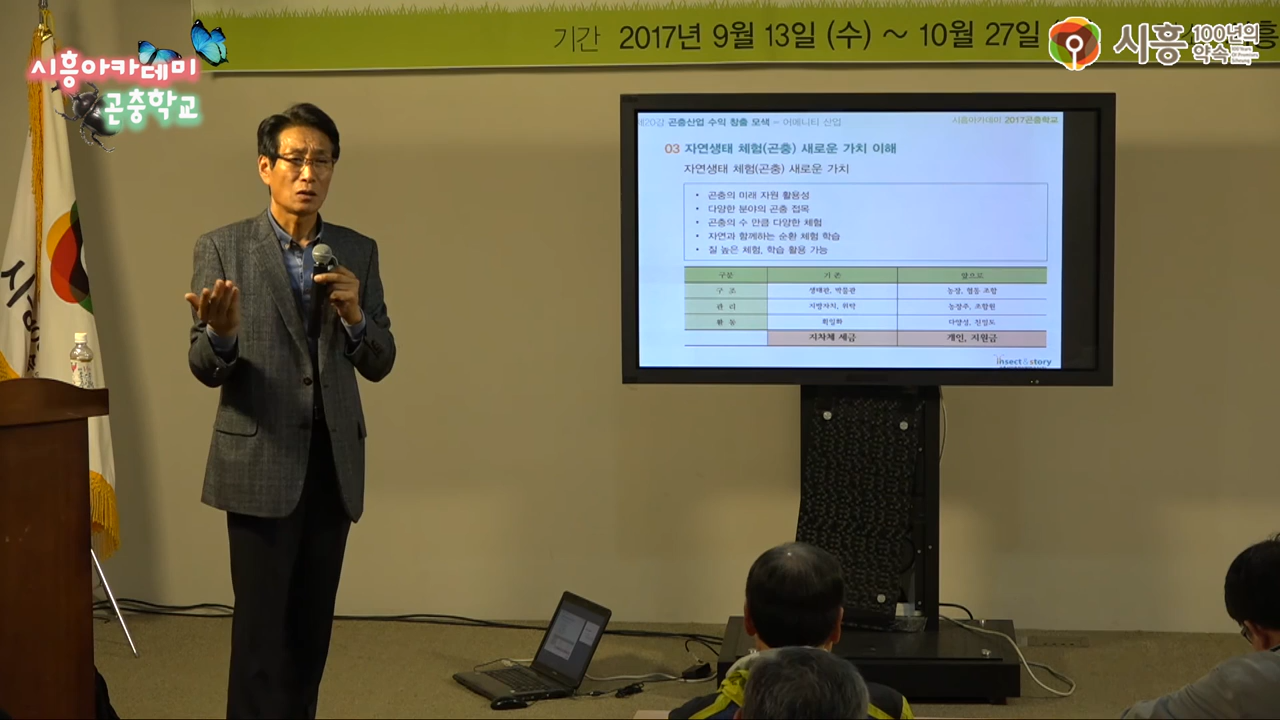 기간 2017년 9월 13일 (수) ~ 10월 27일
시흥 100년의 약속
시흥아카데미
곤충학교
제20강 곤충산업 수익 창출 모색 - 어메니티 산업
시흥아카데미 2017곤충학교
03 자연생태 체험(곤충) 새로운 가치 이해
자연생태 체험(곤충) 새로운 가치
• 곤충의 미래 자원 활용성
• 다양한 분야의 곤충 접목
• 곤충의 수 만큼 다양한 체험
• 자연과 함께하는 순환 체험 학습
• 질 높은 체험, 학습 활용 가능
구분 기존 앞으로
구조 생태관, 박물관 농장, 협동 조합
관리 지방자치, 위탁 농장주, 조합원
활동 획일화 다양성, 친밀도
지자체 세금 개인, 지원금
insect&story